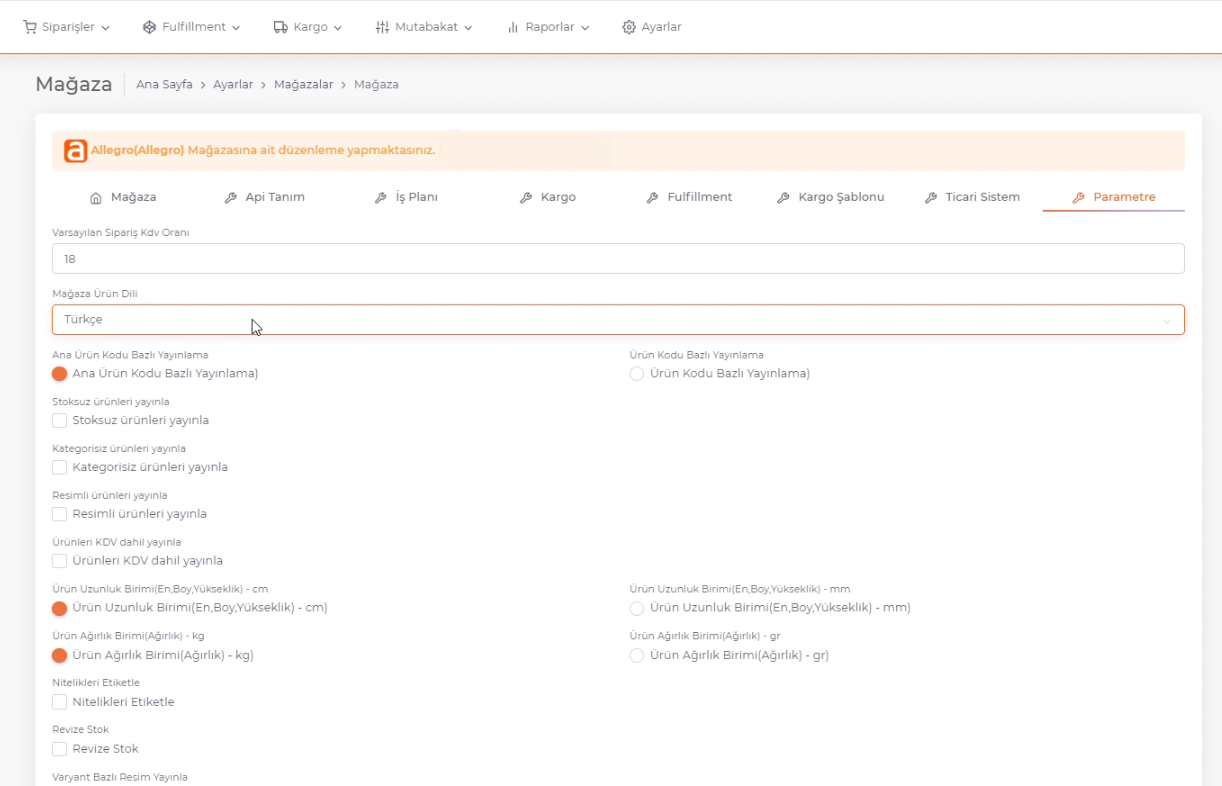 Siparişler Fulfillment Kargo Mutabakat Raporlar Ayarlar
Mağaza Ana Sayfa > Ayarlar > Mağazalar > Mağaza
a Allegro(Allegro) Mağazasına ait düzenleme yapmaktasınız.
Mağaza Api Tanım İş Planı Kargo Fulfillment Kargo Şablonu Ticari Sistem Parametre
Varsayılan Sipariş Kdv Oranı
18
Mağaza Ürün Dili
Türkçe
Ana Ürün Kodu Bazlı Yayınlama Ürün Kodu Bazlı Yayınlama
Ana Ürün Kodu Bazlı Yayınlama) Ürün Kodu Bazlı Yayınlama)
Stoksuz ürünleri yayınla
Stoksuz ürünleri yayınla
Kategorisiz ürünleri yayınla
Kategorisiz ürünleri yayınla
Resimli ürünleri yayınla
Resimli ürünleri yayınla
Ürünleri KDV dahil yayınla
Ürünleri KDV dahil yayınla
Ürün Uzunluk Birimi(En,Boy,Yükseklik) - cm Ürün Uzunluk Birimi(En,Boy,Yükseklik) - mm
Ürün Uzunluk Birimi(En,Boy,Yükseklik) - cm) Ürün Uzunluk Birimi(En,Boy,Yükseklik) - mm)
Ürün Ağırlık Birimi(Ağırlık) - kg Ürün Ağırlık Birimi(Ağırlık) - gr
Ürün Ağırlık Birimi(Ağırlık) - kg) Ürün Ağırlık Birimi(Ağırlık) - gr)
Nitelikleri Etiketle
Nitelikleri Etiketle
Revize Stok
Revize Stok
Varyant Bazlı Resim Yayınla